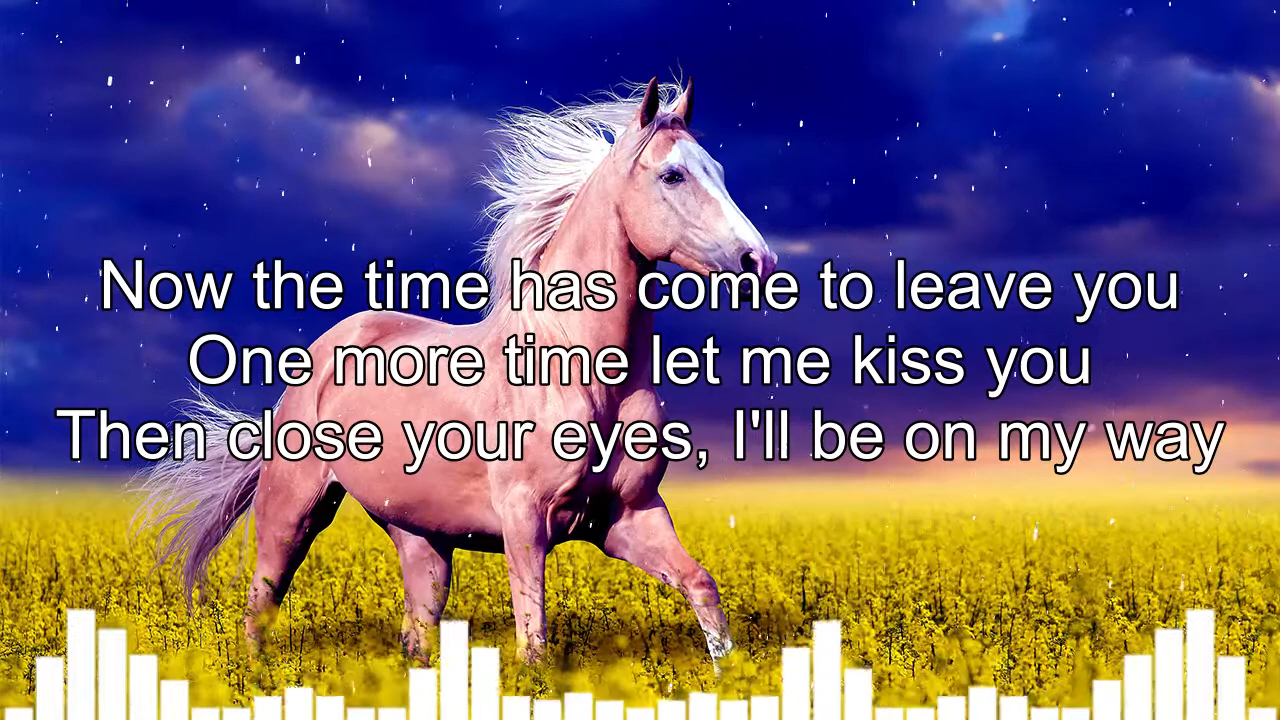 Now the time has come to leave you
One more time let me kiss you
Then close your eyes, I'll be on my way